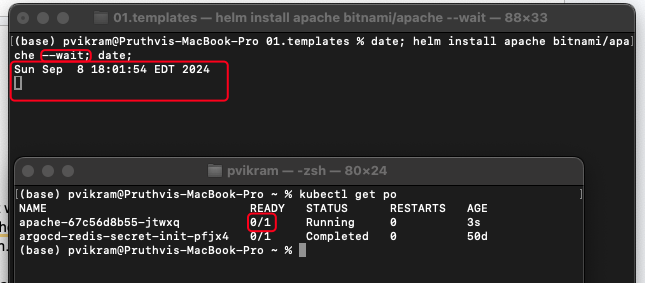 01.templates — helm install apache bitnami/apache --wait — 88×33
[(base) pvikram@Pruthvis-MacBook-Pro 01.templates % date; helm install apache bitnami/apa]
che --wait; date;
Sun Sep  8 18:01:54 EDT 2024
pvikram — -zsh — 80×24
[(base) pvikram@Pruthvis-MacBook-Pro ~ % kubectl get po ]
NAME READY STATUS RESTARTS AGE
apache-67c56d8b55-jtwxq 0/1 Running 0 3s
argocd-redis-secret-init-pfjx4 0/1 Completed 0 50d
(base) pvikram@Pruthvis-MacBook-Pro ~ %